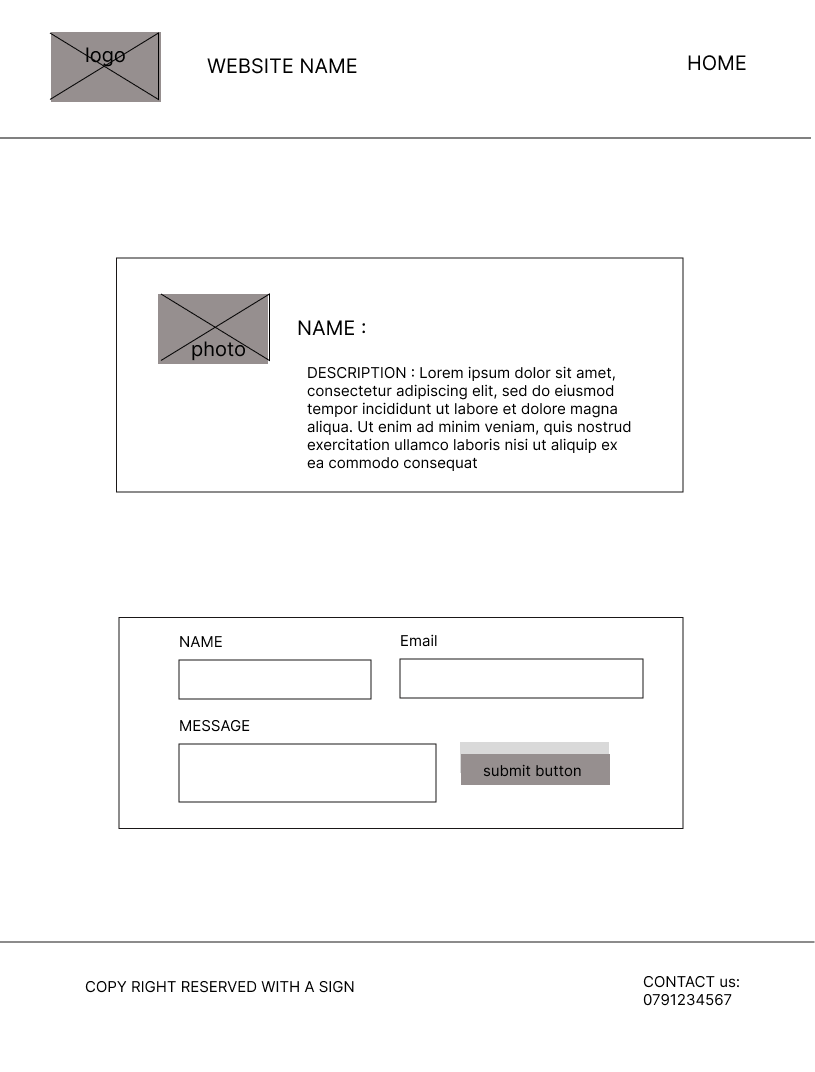 logo
WEBSITE NAME
HOME
photo
NAME :
DESCRIPTION : Lorem ipsum dolor sit amet,
consectetur adipiscing elit, sed do eiusmod
tempor incididunt ut labore et dolore magna
aliqua. Ut enim ad minim veniam, quis nostrud
exercitation ullamco laboris nisi ut aliquip ex
ea commodo consequat
NAME
Email
MESSAGE
submit button
COPY RIGHT RESERVED WITH A SIGN
CONTACT us:
0791234567